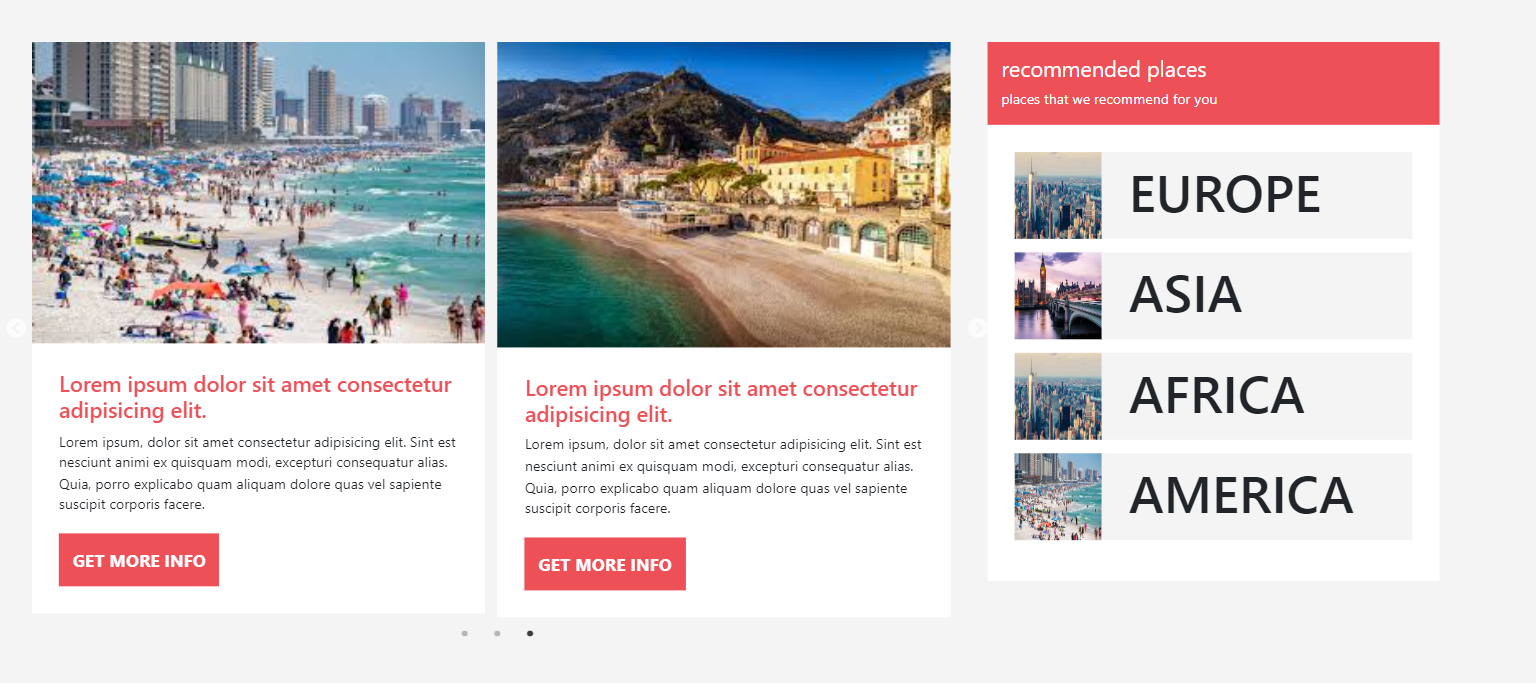 Lorem ipsum dolor sit amet consectetur
adipisicing elit.
Lorem ipsum, dolor sit amet consectetur adipisicing elit. Sint est
nesciunt animi ex quisquam modi, excepturi consequatur alias.
Quia, porro explicabo quam aliquam dolore quas vel sapiente
suscipit corporis facere.
GET MORE INFO
Lorem ipsum dolor sit amet consectetur
adipisicing elit.
Lorem ipsum, dolor sit amet consectetur adipisicing elit. Sint est
nesciunt animi ex quisquam modi, excepturi consequatur alias.
Quia, porro explicabo quam aliquam dolore quas vel sapiente
suscipit corporis facere.
GET MORE INFO
recommended places
places that we recommend for you
EUROPE
ASIA
AFRICA
AMERICA